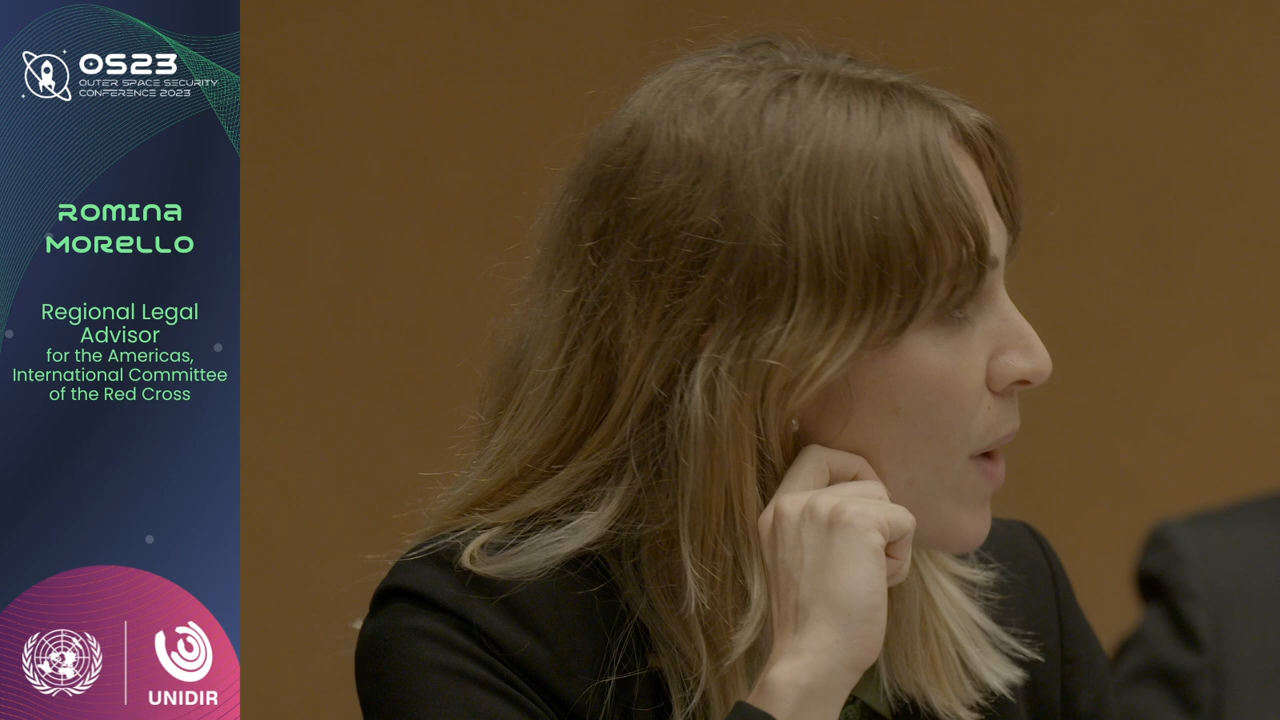 OS23
OUTER SPACE SECURITY
CONFERENCE 2023
ROMINA
MORELLO
Regional Legal
Advisor
for the Americas,
International Committee
of the Red Cross
UNIDIR